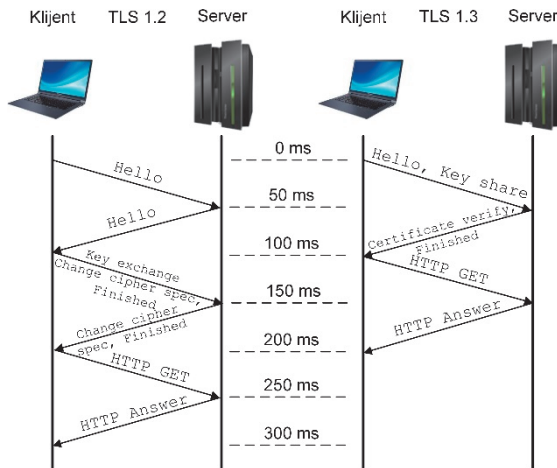 Klijent TLS 1.2 Server
Klijent TLS 1.3 Server
0 ms
50 ms
100 ms
150 ms
200 ms
250 ms
300 ms
Hello
Hello
Key exchange
Change cipher spec,
Finished
Change cipher
spec, Finished
HTTP GET
HTTP Answer
Hello, Key share
Certificate verify,
Finished
HTTP GET
HTTP Answer